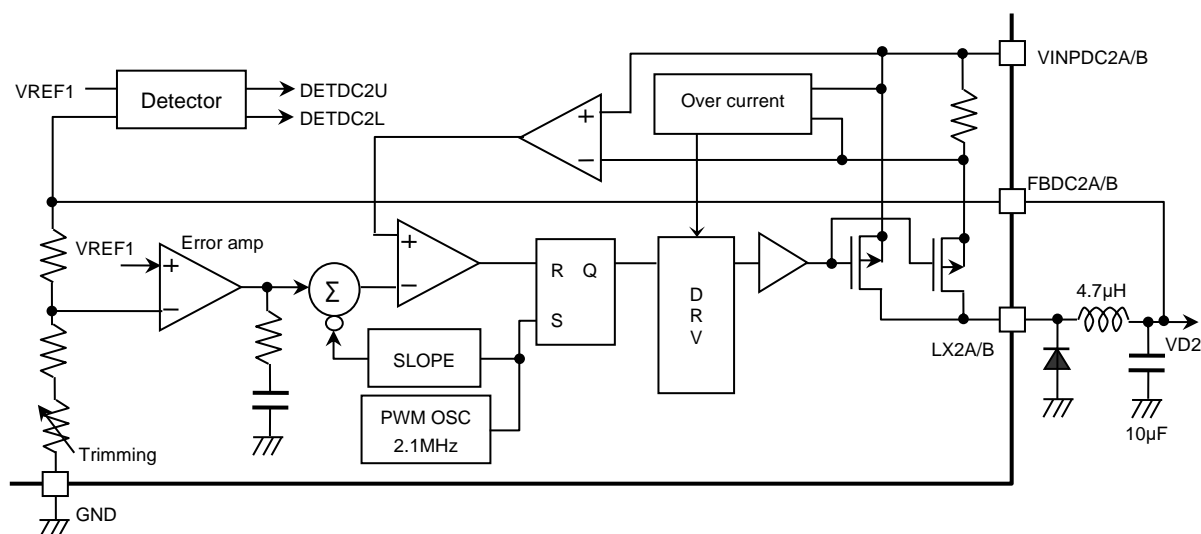 VINPDC2A/B
VREF1
Detector
DETDC2U
DETDC2L
Over current
+
−
FBDC2A/B
VREF1
Error amp
+
−
Σ
+
−
R Q
S
D
R
V
4.7µH
LX2A/B
VD2
SLOPE
PWM OSC
2.1MHz
10µF
Trimming
GND